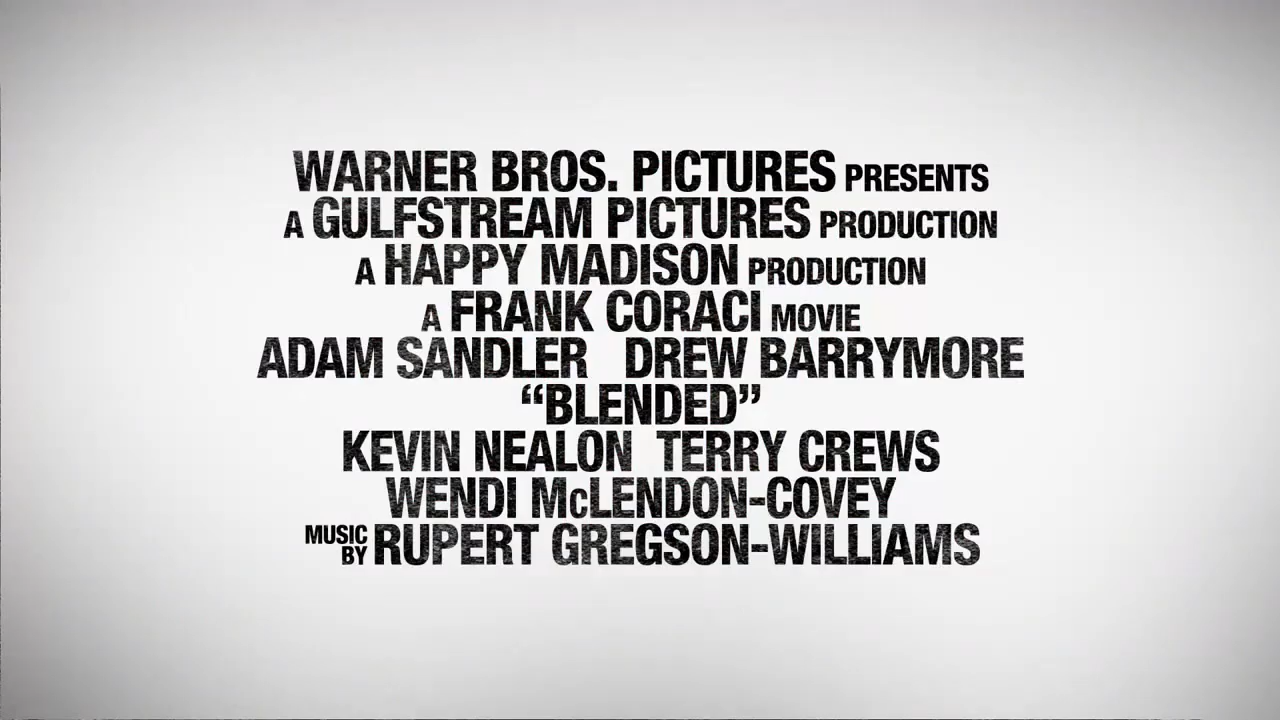 WARNER BROS. PICTURES PRESENTS
A GULFSTREAM PICTURES PRODUCTION
A HAPPY MADISON PRODUCTION
A FRANK CORACI MOVIE
ADAM SANDLER DREW BARRYMORE
“BLENDED”
KEVIN NEALON TERRY CREWS
WENDI McLENDON-COVEY
MUSIC BY RUPERT GREGSON-WILLIAMS